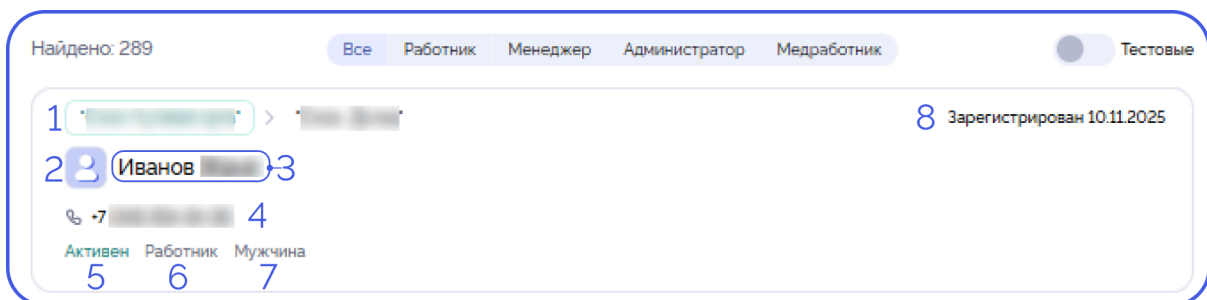 Найдено: 289 Все Работник Менеджер Администратор Медработник Тестовые
1 " " > " " 8 Зарегистрирован 10.11.2025
2 Иванов 3
+7 4
Активен Работник Мужчина
5 6 7